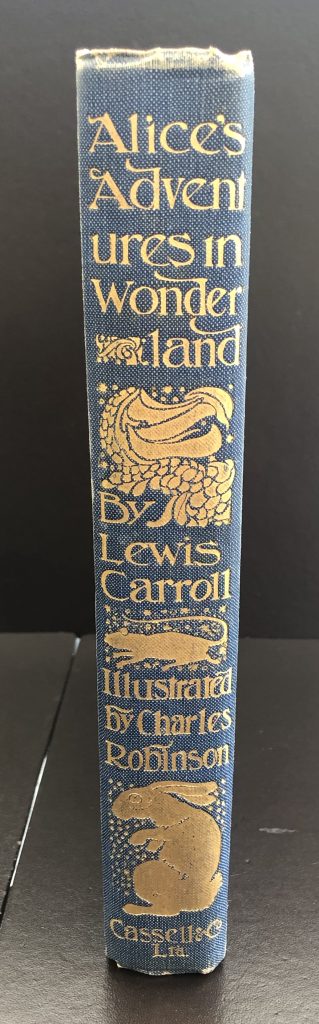 Alice's
Advent
ures in
Wonder
land
By
Lewis
Carroll
Illustrated
by Charles
Robinson
Cassell & Co
Ltd.